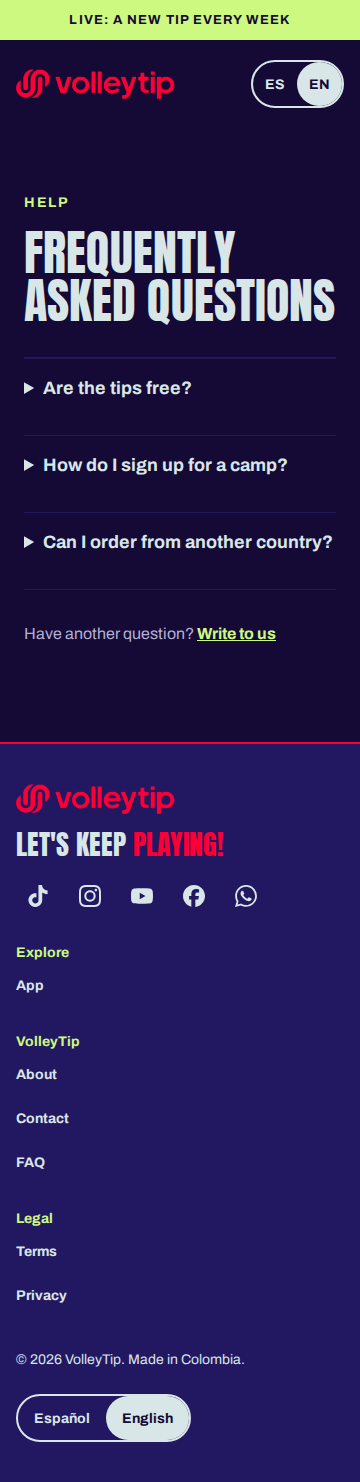 LIVE: A NEW TIP EVERY WEEK
volleytip
ES EN
HELP
FREQUENTLY
ASKED QUESTIONS
Are the tips free?
How do I sign up for a camp?
Can I order from another country?
Have another question? Write to us
volleytip
LET'S KEEP PLAYING!
Explore
App
VolleyTip
About
Contact
FAQ
Legal
Terms
Privacy
© 2026 VolleyTip. Made in Colombia.
Español English